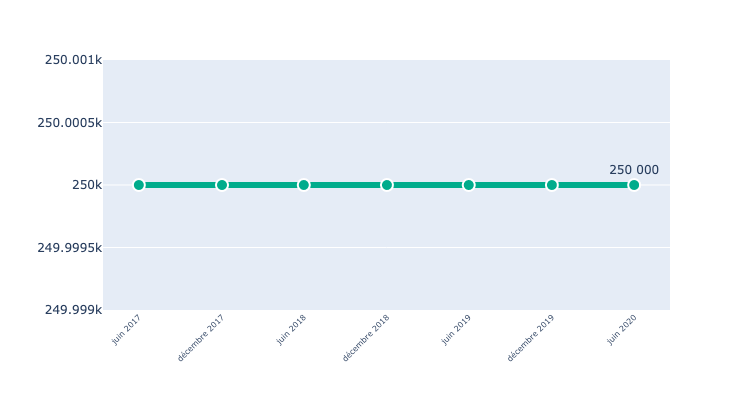 250.001k
250.0005k
250 000
250k
249.9995k
249.999k
juin 2017
décembre 2017
juin 2018
décembre 2018
juin 2019
décembre 2019
juin 2020